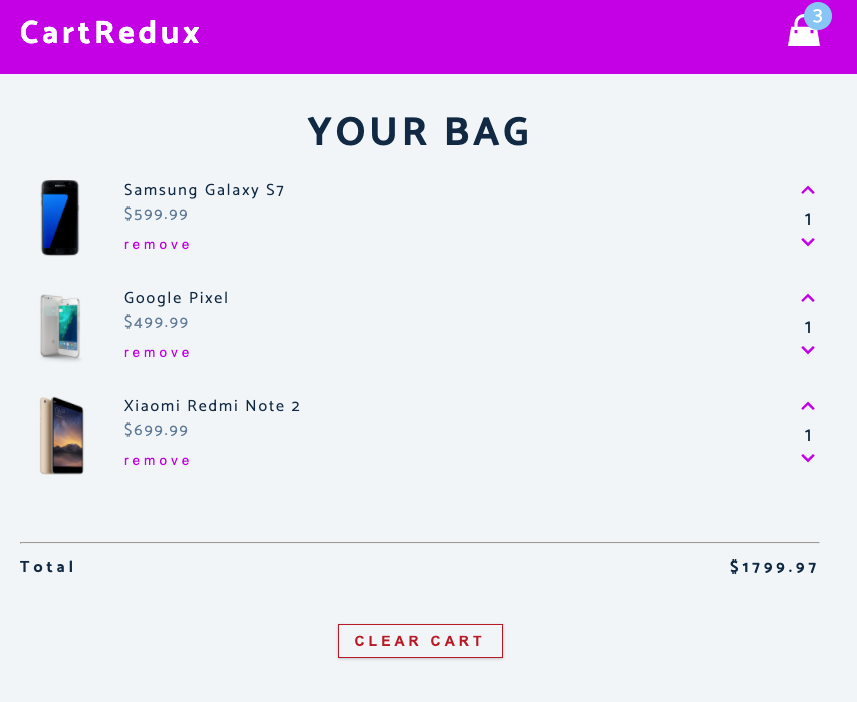 CartRedux
3
YOUR BAG
Samsung Galaxy S7
$599.99
remove
1
Google Pixel
$499.99
remove
1
Xiaomi Redmi Note 2
$699.99
remove
1
Total $1799.97
CLEAR CART